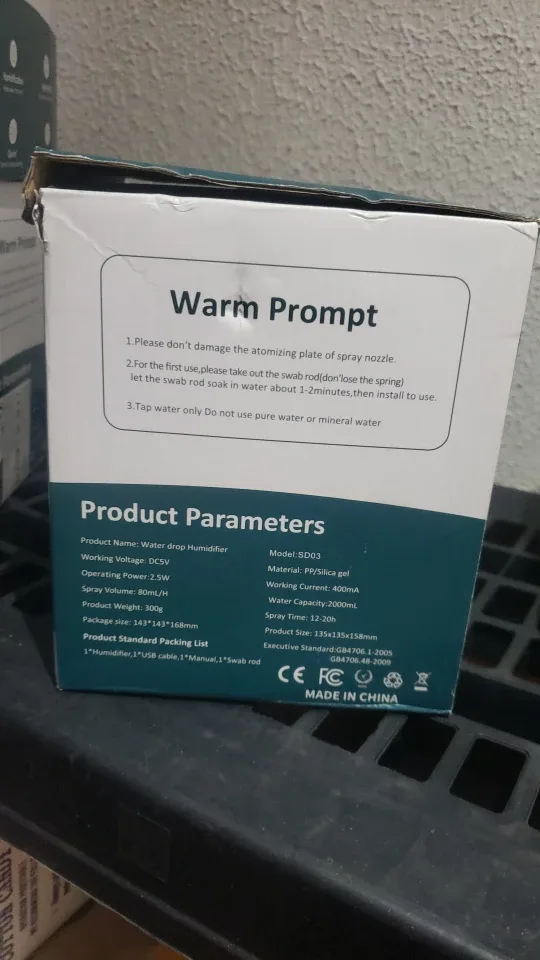 Warm Prompt
1.Please don't damage the atomizing plate of spray nozzle.
2.For the first use,please take out the swab rod(don'lose the spring)
let the swab rod soak in water about 1-2minutes,then install to use.
3.Tap water only Do not use pure water or mineral water
Product Parameters
Product Name: Water drop Humidifier
Working Voltage: DC5V
Operating Power:2.5W
Spray Volume: 80mL/H
Product Weight: 300g
Package size: 143*143*168mm
Product Standard Packing List
1*Humidifier,1*USB cable,1*Manual,1*Swab rod
Model:SD03
Material: PP/Silica gel
Working Current: 400mA
Water Capacity:2000mL
Spray Time: 12-20h
Product Size: 135x135x158mm
Executive Standard:GB4706.1-2005
GB4706.48-2009
CE FC
MADE IN CHINA
Warm Prompt